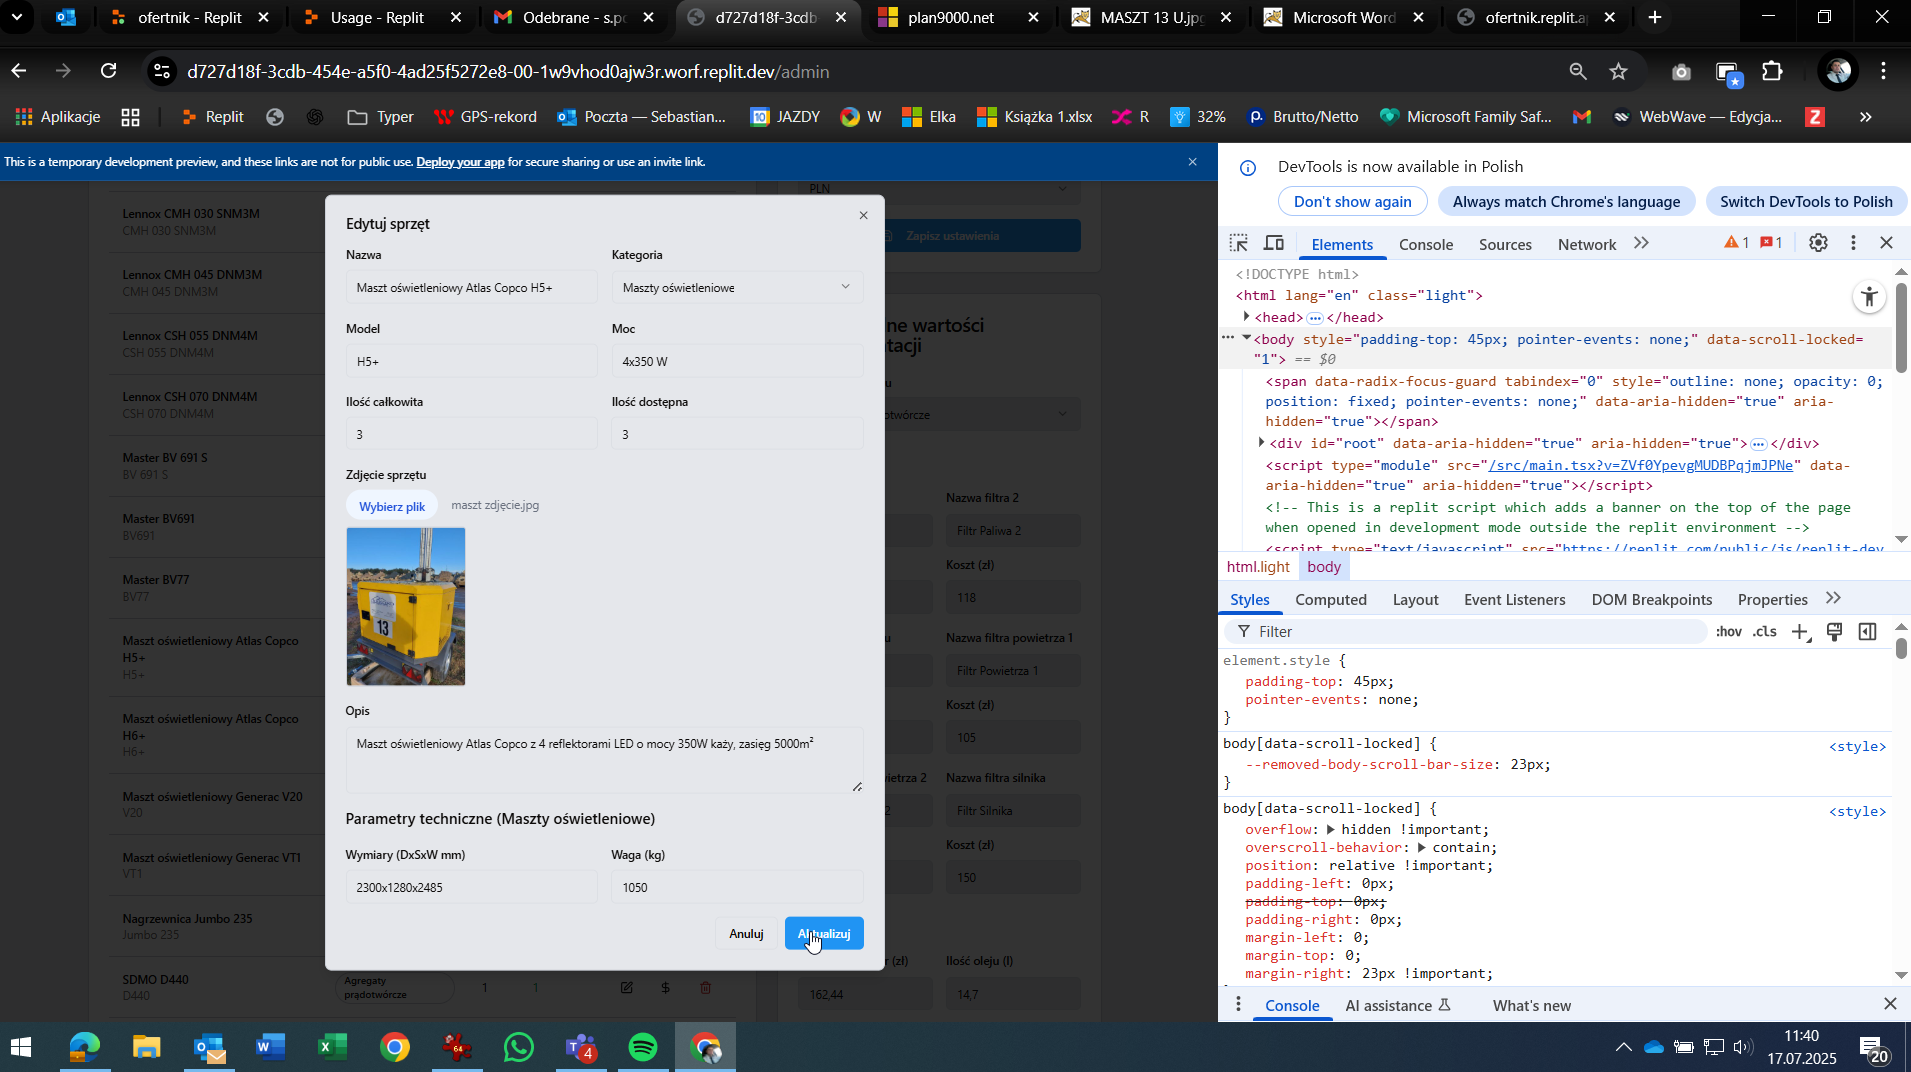 ofertnik - Replit
Usage - Replit
Odebrane - s.po
d727d18f-3cdb
plan9000.net
MASZT 13 U.jpg
Microsoft Word
ofertnik.replit.a
d727d18f-3cdb-454e-a5f0-4ad25f5272e8-00-1w9vhod0ajw3r.worf.replit.dev/admin
Aplikacje
Replit
Typer
GPS-rekord
Poczta — Sebastian...
JAZDY
W
Elka
Książka 1.xlsx
R
32%
Brutto/Netto
Microsoft Family Saf...
WebWave — Edycja...
This is a temporary development preview, and these links are not for public use. Deploy your app for secure sharing or use an invite link.
Lennox CMH 030 SNM3M
CMH 030 SNM3M
Lennox CMH 045 DNM3M
CMH 045 DNM3M
Lennox CSH 055 DNM4M
CSH 055 DNM4M
Lennox CSH 070 DNM4M
CSH 070 DNM4M
Master BV 691 S
BV 691 S
Master BV691
BV691
Master BV77
BV77
Maszt oświetleniowy Atlas Copco
H5+
H5+
Maszt oświetleniowy Atlas Copco
H6+
H6+
Maszt oświetleniowy Generac V20
V20
Maszt oświetleniowy Generac VT1
VT1
Nagrzewnica Jumbo 235
Jumbo 235
SDMO D440
D440
Agregaty
prądotwórcze
1
1
Edytuj sprzęt
Nazwa
Kategoria
Maszt oświetleniowy Atlas Copco H5+
Maszty oświetleniowe
Model
Moc
H5+
4x350 W
Ilość całkowita
Ilość dostępna
3
3
Zdjęcie sprzętu
Wybierz plik
maszt zdjęcie.jpg
13
Opis
Maszt oświetleniowy Atlas Copco z 4 reflektorami LED o mocy 350W każy, zasięg 5000m²
Parametry techniczne (Maszty oświetleniowe)
Wymiary (DxSxW mm)
Waga (kg)
2300x1280x2485
1050
Anuluj
Aktualizuj
PLN
Zapisz ustawienia
ne wartości
tacji
u
otwórcze
Nazwa filtra 2
Filtr Paliwa 2
Koszt (zł)
118
u
Nazwa filtra powietrza 1
Filtr Powietrza 1
Koszt (zł)
105
ietrza 2
Nazwa filtra silnika
2
Filtr Silnika
Koszt (zł)
150
r (zł)
Ilość oleju (l)
162,44
14,7
DevTools is now available in Polish
Don't show again
Always match Chrome's language
Switch DevTools to Polish
Elements
Console
Sources
Network
1
1
<!DOCTYPE html>
<html lang="en" class="light">
<head> ⋯ </head>
<body style="padding-top: 45px; pointer-events: none;" data-scroll-locked=
"1"> == $0
<span data-radix-focus-guard tabindex="0" style="outline: none; opacity: 0;
position: fixed; pointer-events: none;" data-aria-hidden="true" aria-
hidden="true"></span>
<div id="root" data-aria-hidden="true" aria-hidden="true"> ⋯ </div>
<script type="module" src="/src/main.tsx?v=ZVf0YpevgMUDBPqjmJPNe" data-
aria-hidden="true" aria-hidden="true"></script>
<!-- This is a replit script which adds a banner on the top of the page
when opened in development mode outside the replit environment -->
<script type="text/javascript" src="https://replit.com/public/js/replit-dev
html.light
body
Styles
Computed
Layout
Event Listeners
DOM Breakpoints
Properties
Filter
:hov .cls
element.style {
padding-top: 45px;
pointer-events: none;
}
body[data-scroll-locked] {
<style>
--removed-body-scroll-bar-size: 23px;
}
body[data-scroll-locked] {
<style>
overflow: hidden !important;
overscroll-behavior: contain;
position: relative !important;
padding-left: 0px;
padding-top: 0px;
padding-right: 0px;
margin-left: 0;
margin-top: 0;
margin-right: 23px !important;
Console
AI assistance
What's new
64
4
11:40
17.07.2025
20